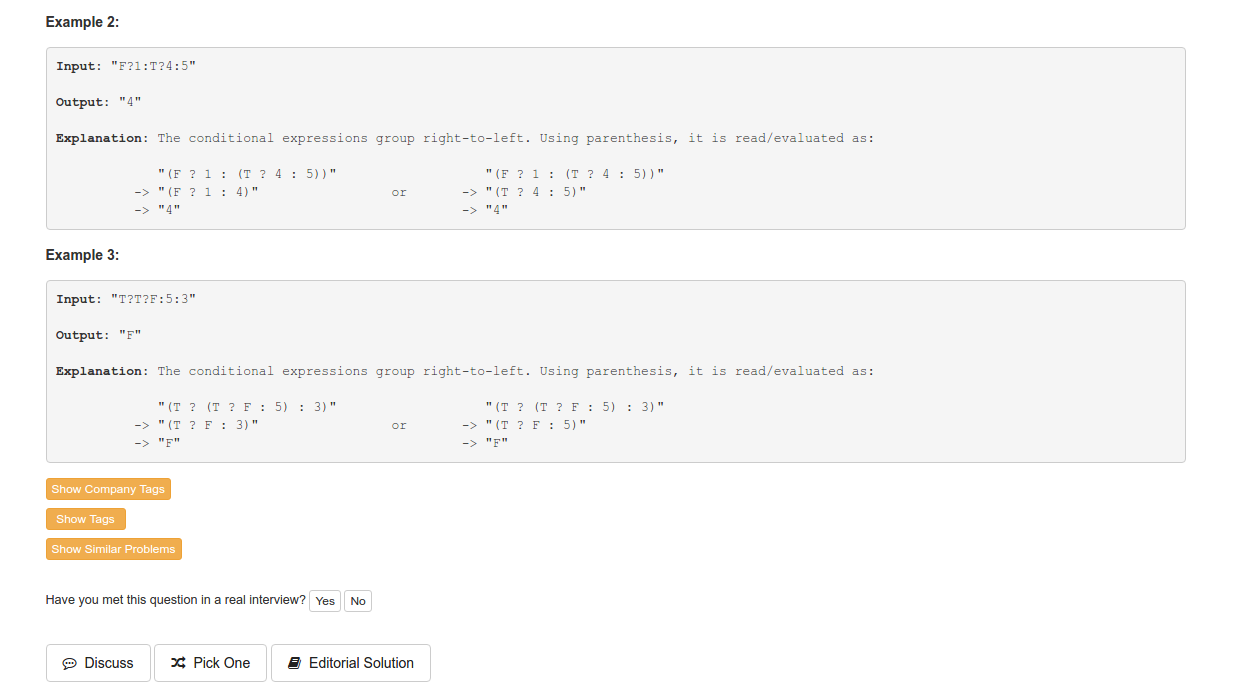 Example 2:
Input: "F?1:T?4:5"
Output: "4"
Explanation: The conditional expressions group right-to-left. Using parenthesis, it is read/evaluated as:
"(F ? 1 : (T ? 4 : 5))" "(F ? 1 : (T ? 4 : 5))"
-> "(F ? 1 : 4)" or -> "(T ? 4 : 5)"
-> "4" -> "4"
Example 3:
Input: "T?T?F:5:3"
Output: "F"
Explanation: The conditional expressions group right-to-left. Using parenthesis, it is read/evaluated as:
"(T ? (T ? F : 5) : 3)" "(T ? (T ? F : 5) : 3)"
-> "(T ? F : 3)" or -> "(T ? F : 5)"
-> "F" -> "F"
Show Company Tags
Show Tags
Show Similar Problems
Have you met this question in a real interview? Yes No
Discuss Pick One Editorial Solution